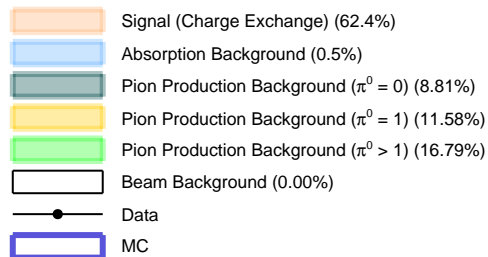 Signal (Charge Exchange) (62.4%)
Absorption Background (0.5%)
Pion Production Background (π⁰ = 0) (8.81%)
Pion Production Background (π⁰ = 1) (11.58%)
Pion Production Background (π⁰ > 1) (16.79%)
Beam Background (0.00%)
Data
MC